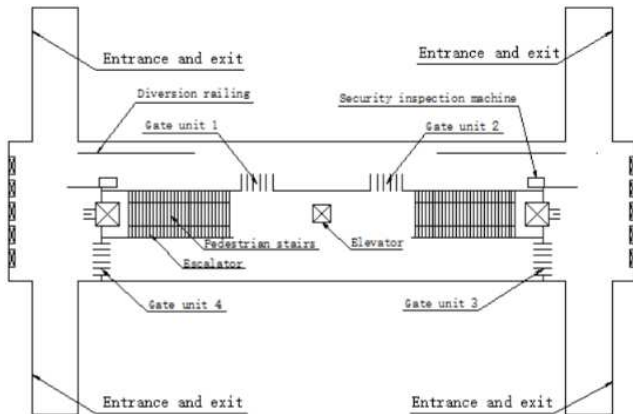 Entrance and exit
Entrance and exit
Diversion railing
Security inspection machine
Gate unit 1
Gate unit 2
Pedestrian stairs
Elevator
Escalator
Gate unit 4
Gate unit 3
Entrance and exit
Entrance and exit